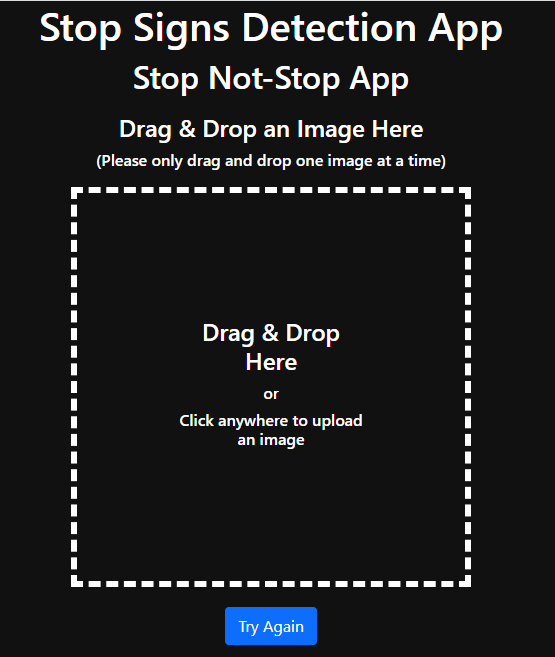 Stop Signs Detection App
Stop Not-Stop App
Drag & Drop an Image Here
(Please only drag and drop one image at a time)
Drag & Drop
Here
or
Click anywhere to upload
an image
Try Again